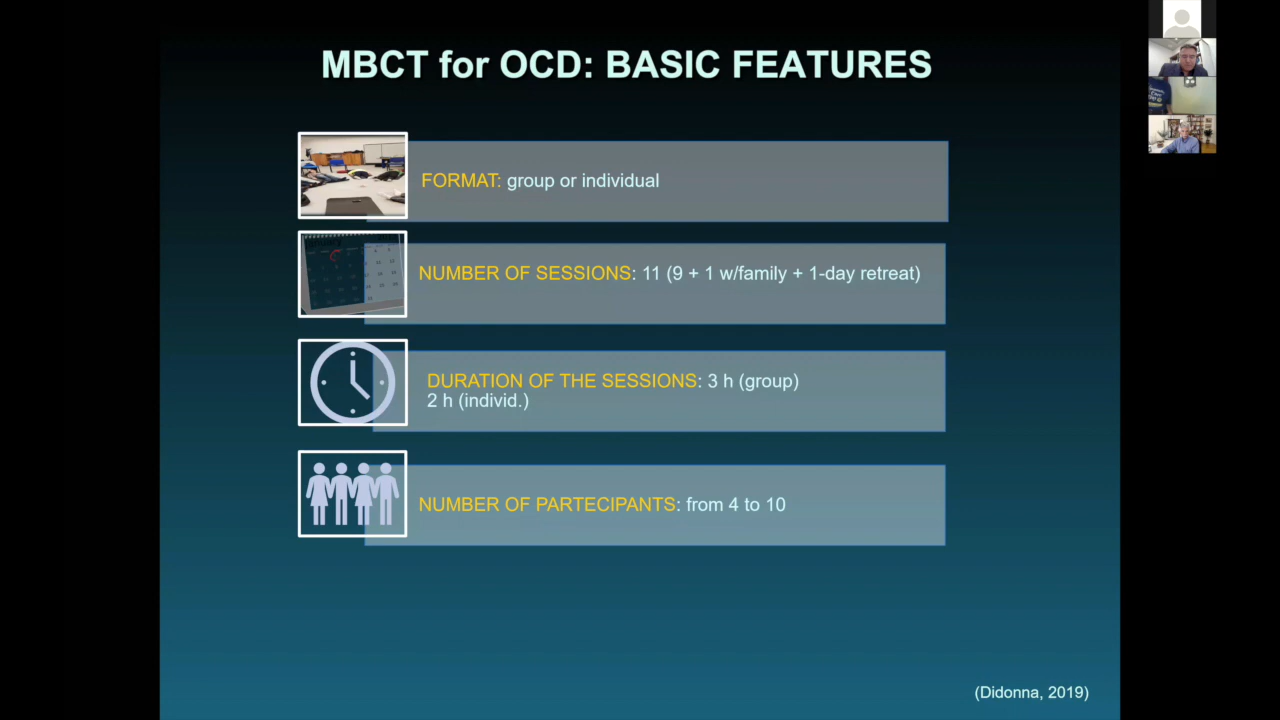 MBCT for OCD: BASIC FEATURES
FORMAT: group or individual
NUMBER OF SESSIONS: 11 (9 + 1 w/family + 1-day retreat)
DURATION OF THE SESSIONS: 3 h (group)
2 h (individ.)
NUMBER OF PARTECIPANTS: from 4 to 10
(Didonna, 2019)